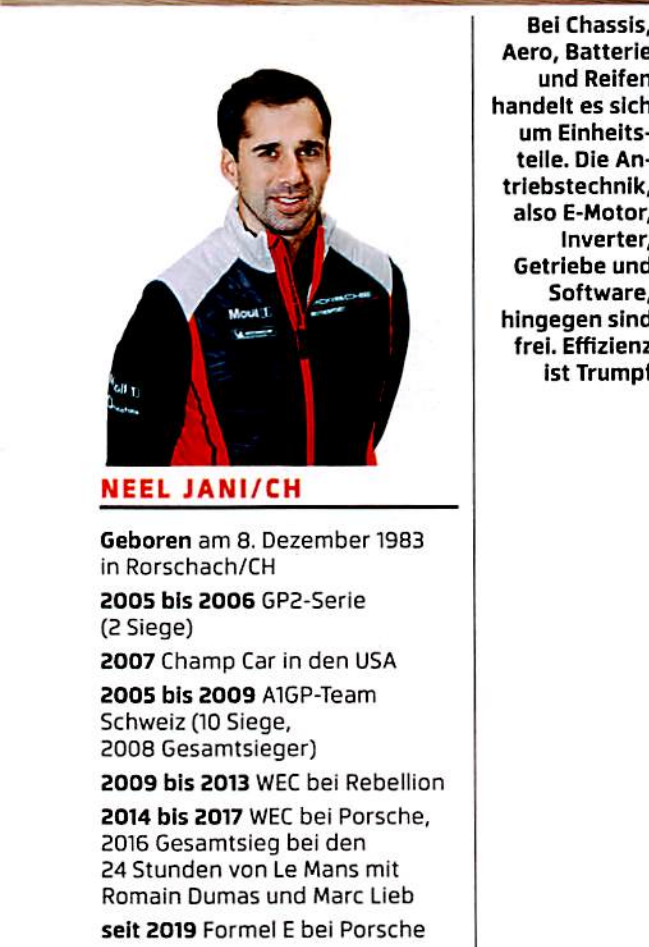 Mobil 1
NEEL JANI/CH
Geboren am 8. Dezember 1983
in Rorschach/CH
2005 bis 2006 GP2-Serie
(2 Siege)
2007 Champ Car in den USA
2005 bis 2009 A1GP-Team
Schweiz (10 Siege,
2008 Gesamtsieger)
2009 bis 2013 WEC bei Rebellion
2014 bis 2017 WEC bei Porsche,
2016 Gesamtsieg bei den
24 Stunden von Le Mans mit
Romain Dumas und Marc Lieb
seit 2019 Formel E bei Porsche
Bei Chassis,
Aero, Batterie
und Reifen
handelt es sich
um Einheits-
teile. Die An-
triebstechnik,
also E-Motor,
Inverter,
Getriebe und
Software,
hingegen sind
frei. Effizienz
ist Trumpf